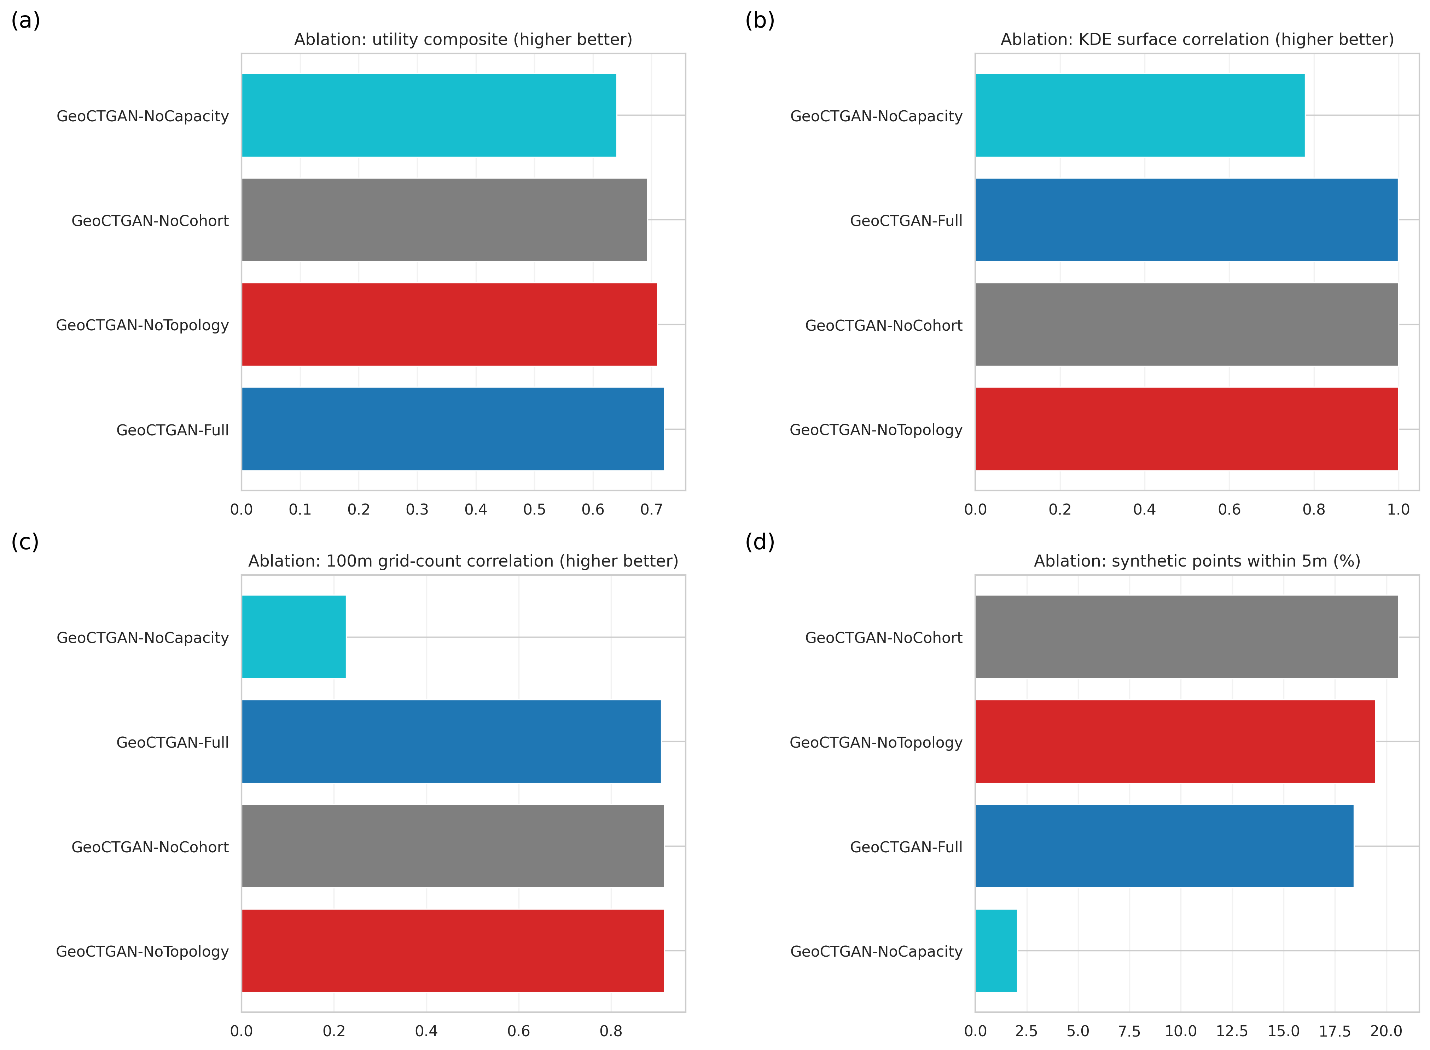 (a)
Ablation: utility composite (higher better)
GeoCTGAN-NoCapacity
GeoCTGAN-NoCohort
GeoCTGAN-NoTopology
GeoCTGAN-Full
0.0 0.1 0.2 0.3 0.4 0.5 0.6 0.7
(b)
Ablation: KDE surface correlation (higher better)
GeoCTGAN-NoCapacity
GeoCTGAN-Full
GeoCTGAN-NoCohort
GeoCTGAN-NoTopology
0.0 0.2 0.4 0.6 0.8 1.0
(c)
Ablation: 100m grid-count correlation (higher better)
GeoCTGAN-NoCapacity
GeoCTGAN-Full
GeoCTGAN-NoCohort
GeoCTGAN-NoTopology
0.0 0.2 0.4 0.6 0.8
(d)
Ablation: synthetic points within 5m (%)
GeoCTGAN-NoCohort
GeoCTGAN-NoTopology
GeoCTGAN-Full
GeoCTGAN-NoCapacity
0.0 2.5 5.0 7.5 10.0 12.5 15.0 17.5 20.0